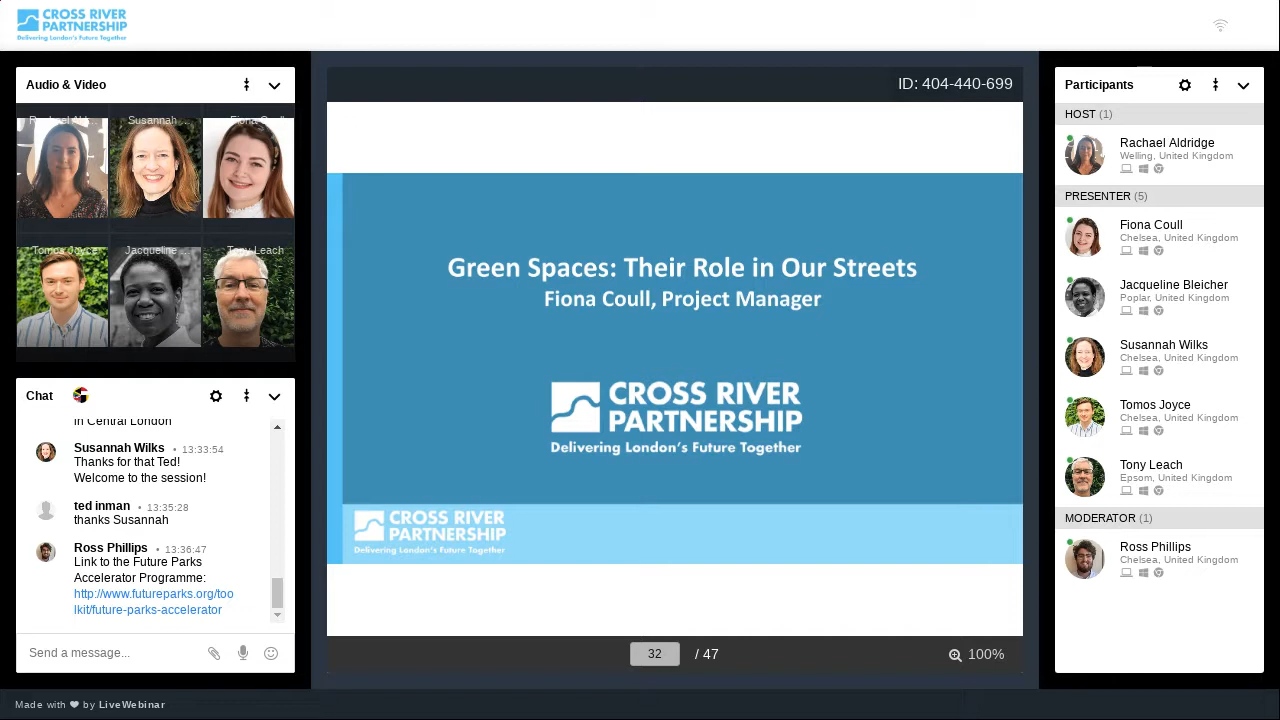 CROSS RIVER
PARTNERSHIP
Delivering London's Future Together
Audio & Video
Rachael Ald...
Susannah ...
Fiona Coull
Tomos Joyce
Jacqueline ...
Tony Leach
Chat
in Central London
Susannah Wilks • 13:33:54
Thanks for that Ted!
Welcome to the session!
ted inman • 13:35:28
thanks Susannah
Ross Phillips • 13:36:47
Link to the Future Parks
Accelerator Programme:
http://www.futureparks.org/too
lkit/future-parks-accelerator
Send a message...
ID: 404-440-699
Green Spaces: Their Role in Our Streets
Fiona Coull, Project Manager
CROSS RIVER
PARTNERSHIP
Delivering London's Future Together
CROSS RIVER
PARTNERSHIP
Delivering London's Future Together
32 / 47
100%
Participants
HOST (1)
Rachael Aldridge
Welling, United Kingdom
PRESENTER (5)
Fiona Coull
Chelsea, United Kingdom
Jacqueline Bleicher
Poplar, United Kingdom
Susannah Wilks
Chelsea, United Kingdom
Tomos Joyce
Chelsea, United Kingdom
Tony Leach
Epsom, United Kingdom
MODERATOR (1)
Ross Phillips
Chelsea, United Kingdom
Made with ♥ by LiveWebinar